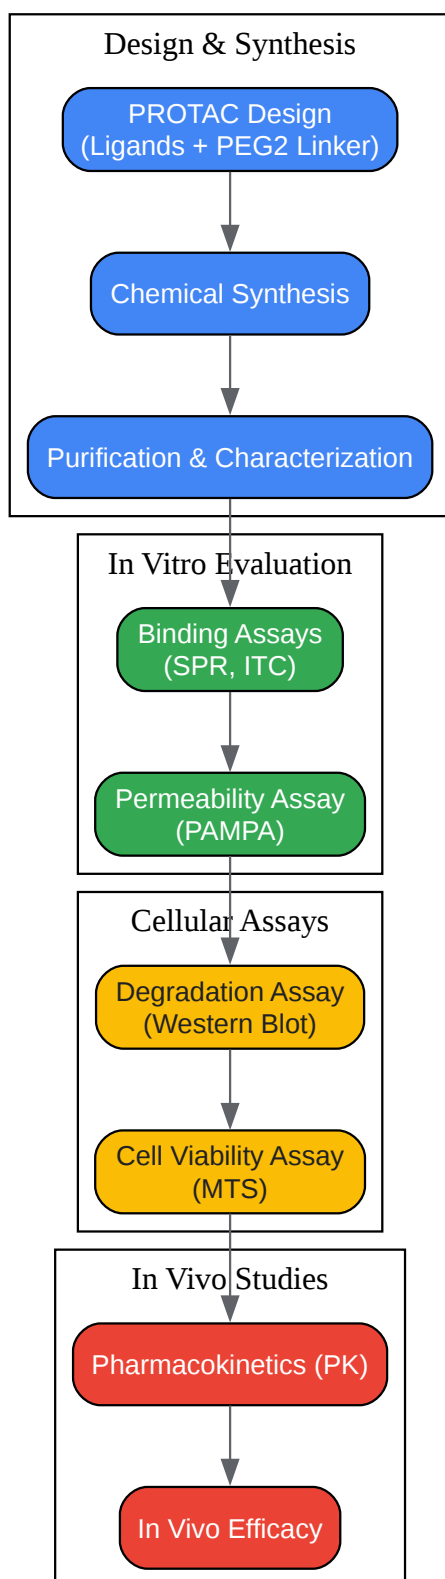 Design & Synthesis
PROTAC Design
(Ligands + PEG2 Linker)
Chemical Synthesis
Purification & Characterization
In Vitro Evaluation
Binding Assays
(SPR, ITC)
Permeability Assay
(PAMPA)
Cellular Assays
Degradation Assay
(Western Blot)
Cell Viability Assay
(MTS)
In Vivo Studies
Pharmacokinetics (PK)
In Vivo Efficacy